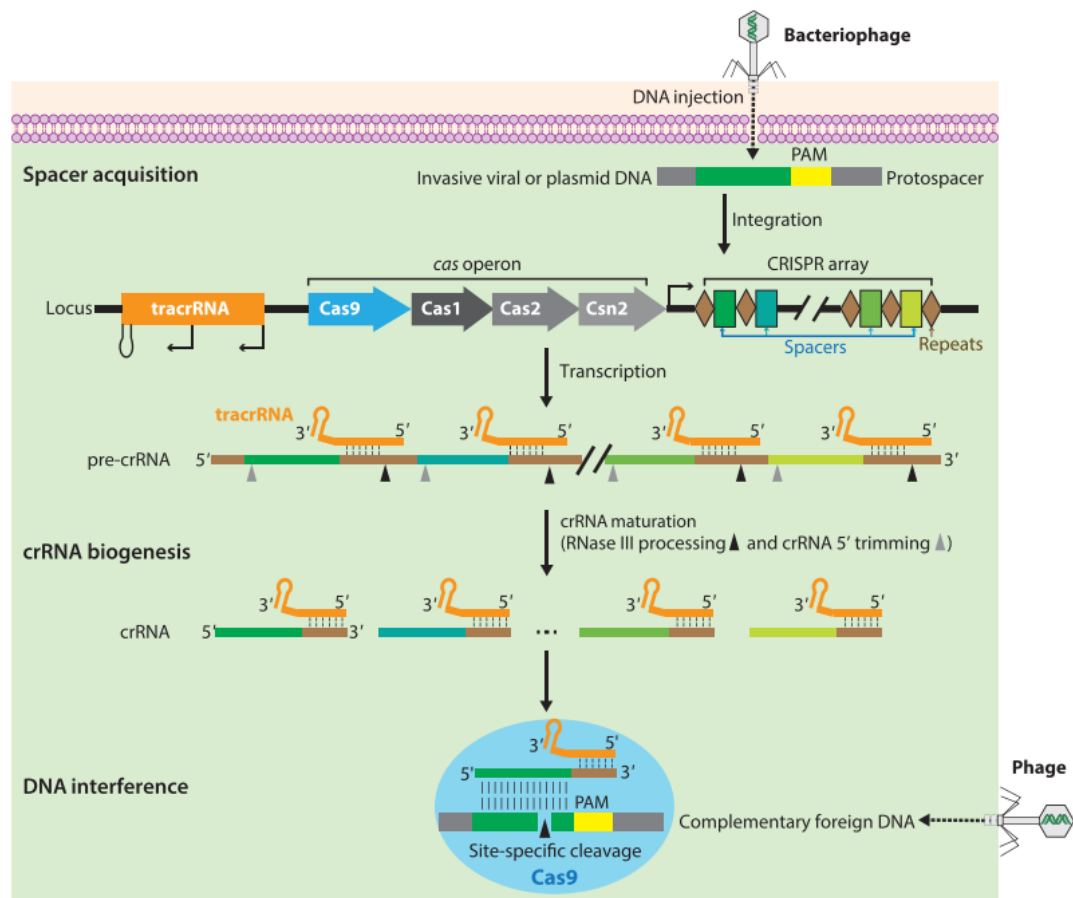 Bacteriophage
DNA injection
PAM
Spacer acquisition
Invasive viral or plasmid DNA
Protospacer
Integration
cas operon
CRISPR array
Locus
tracrRNA
Cas9
Cas1
Cas2
Csn2
Spacers
Repeats
Transcription
tracrRNA
3′ 5′ 3′ 5′ 3′ 5′ 3′ 5′
pre-crRNA 5′ 3′
crRNA maturation
(RNase III processing and crRNA 5′ trimming )
crRNA biogenesis
3′ 5′ 3′ 5′ 3′ 5′ 3′ 5′
crRNA 5′ 3′ ...
3′ 5′
5′ 3′
DNA interference
Phage
PAM
Complementary foreign DNA
Site-specific cleavage
Cas9